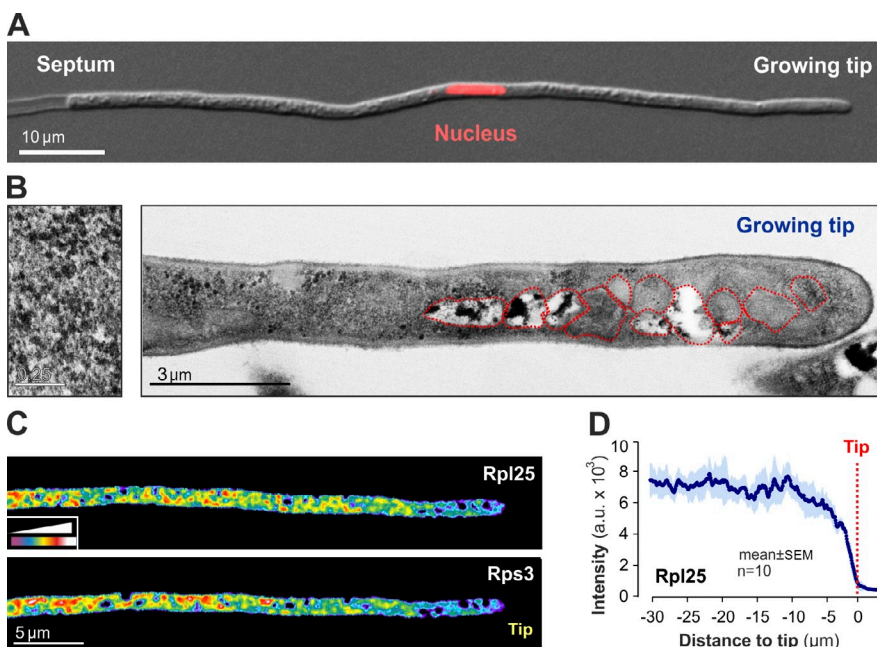 A
Septum
Growing tip
Nucleus
10 µm
B
Growing tip
0.25
3 µm
C
Rpl25
Rps3
Tip
5 µm
D
Tip
Intensity (a.u. x 10³)
10
8
6
4
2
0
mean±SEM
n=10
Rpl25
-30 -25 -20 -15 -10 -5 0
Distance to tip (µm)